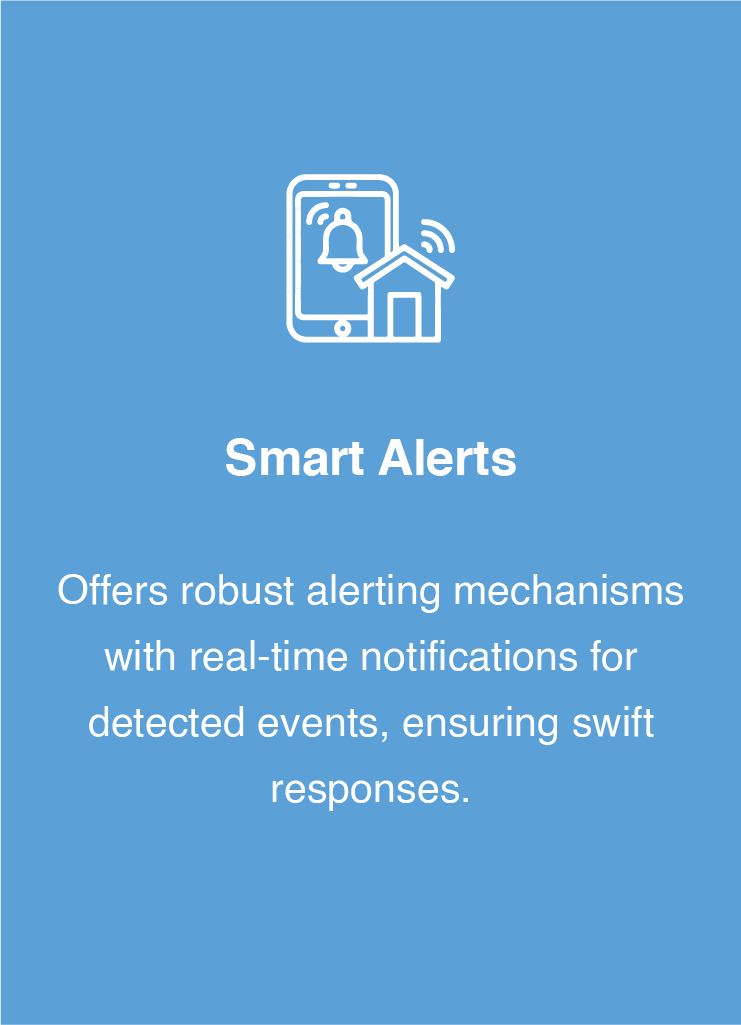 Smart Alerts
Offers robust alerting mechanisms
with real-time notifications for
detected events, ensuring swift
responses.